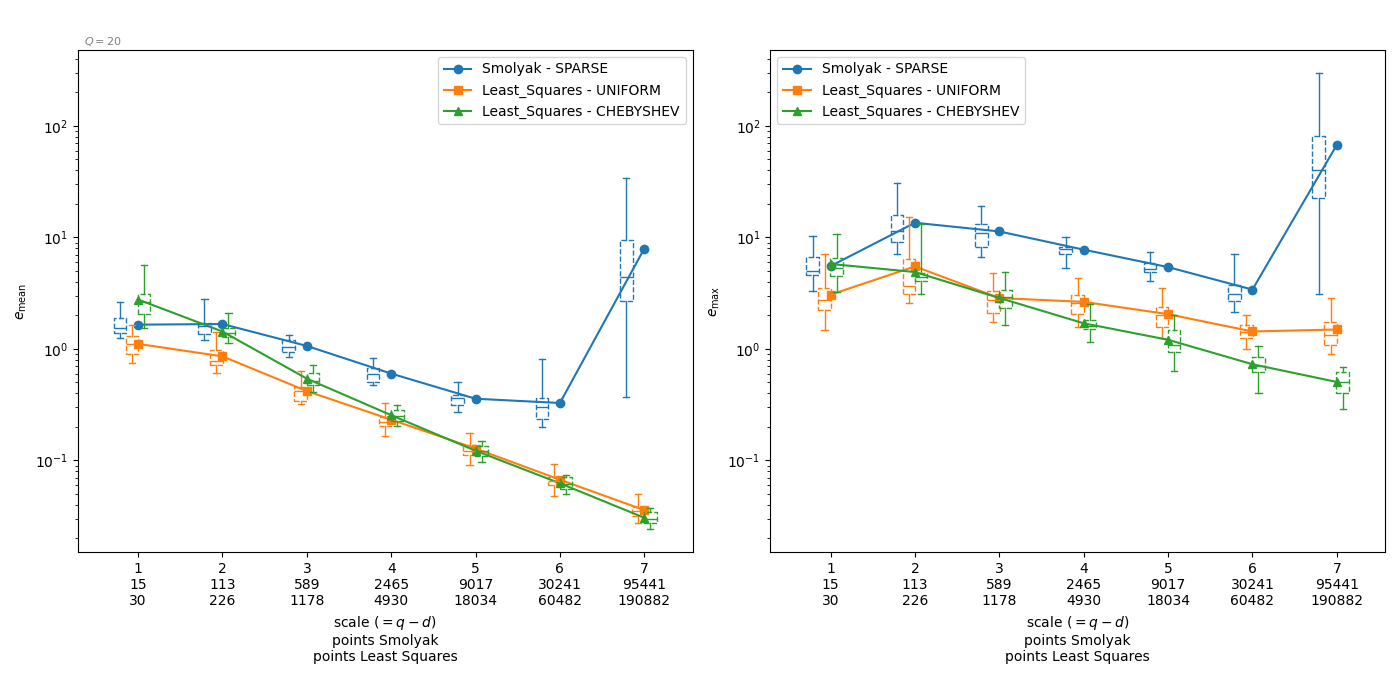 Q = 20
Smolyak - SPARSE
Least_Squares - UNIFORM
Least_Squares - CHEBYSHEV
10²
10¹
10⁰
10⁻¹
e_mean
1 2 3 4 5 6 7
15 113 589 2465 9017 30241 95441
30 226 1178 4930 18034 60482 190882
scale (= q − d)
points Smolyak
points Least Squares
Smolyak - SPARSE
Least_Squares - UNIFORM
Least_Squares - CHEBYSHEV
10²
10¹
10⁰
10⁻¹
e_max
1 2 3 4 5 6 7
15 113 589 2465 9017 30241 95441
30 226 1178 4930 18034 60482 190882
scale (= q − d)
points Smolyak
points Least Squares